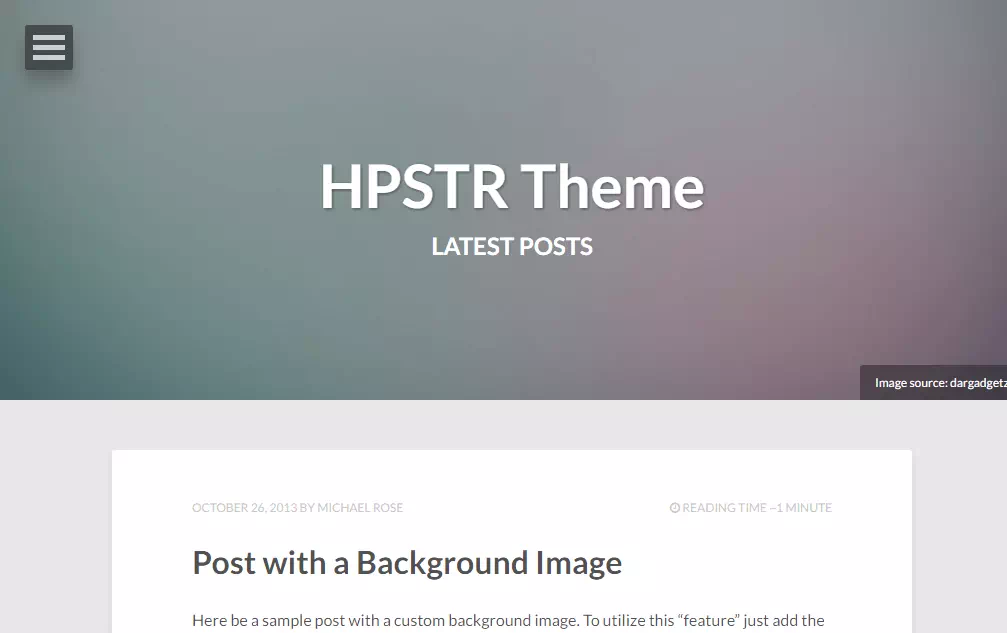 HPSTR Theme
LATEST POSTS
Image source: dargadgetz
OCTOBER 26, 2013 BY MICHAEL ROSE
READING TIME ~1 MINUTE
Post with a Background Image
Here be a sample post with a custom background image. To utilize this “feature” just add the